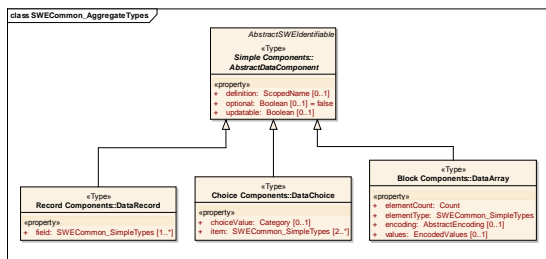 class SWECommon_AggregateTypes
AbstractSWEIdentifiable
«Type»
Simple Components::
AbstractDataComponent
«property»
+ definition: ScopedName [0..1]
+ optional: Boolean [0..1] = false
+ updatable: Boolean [0..1]
«Type»
Record Components::DataRecord
«property»
+ field: SWECommon_SimpleTypes [1..*]
«Type»
Choice Components::DataChoice
«property»
+ choiceValue: Category [0..1]
+ item: SWECommon_SimpleTypes [2..*]
«Type»
Block Components::DataArray
«property»
+ elementCount: Count
+ elementType: SWECommon_SimpleTypes
+ encoding: AbstractEncoding [0..1]
+ values: EncodedValues [0..1]